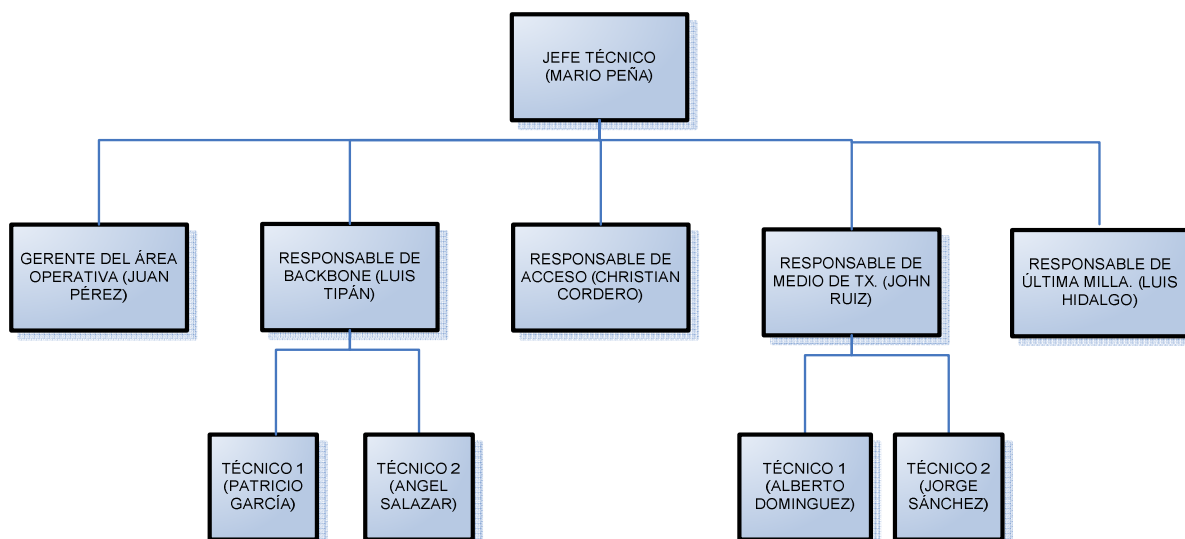 JEFE TÉCNICO
(MARIO PEÑA)
GERENTE DEL ÁREA
OPERATIVA (JUAN
PÉREZ)
RESPONSABLE DE
BACKBONE (LUIS
TIPÁN)
RESPONSABLE DE
ACCESO (CHRISTIAN
CORDERO)
RESPONSABLE DE
MEDIO DE TX. (JOHN
RUIZ)
RESPONSABLE DE
ÚLTIMA MILLA. (LUIS
HIDALGO)
TÉCNICO 1
(PATRICIO
GARCÍA)
TÉCNICO 2
(ANGEL
SALAZAR)
TÉCNICO 1
(ALBERTO
DOMINGUEZ)
TÉCNICO 2
(JORGE
SÁNCHEZ)